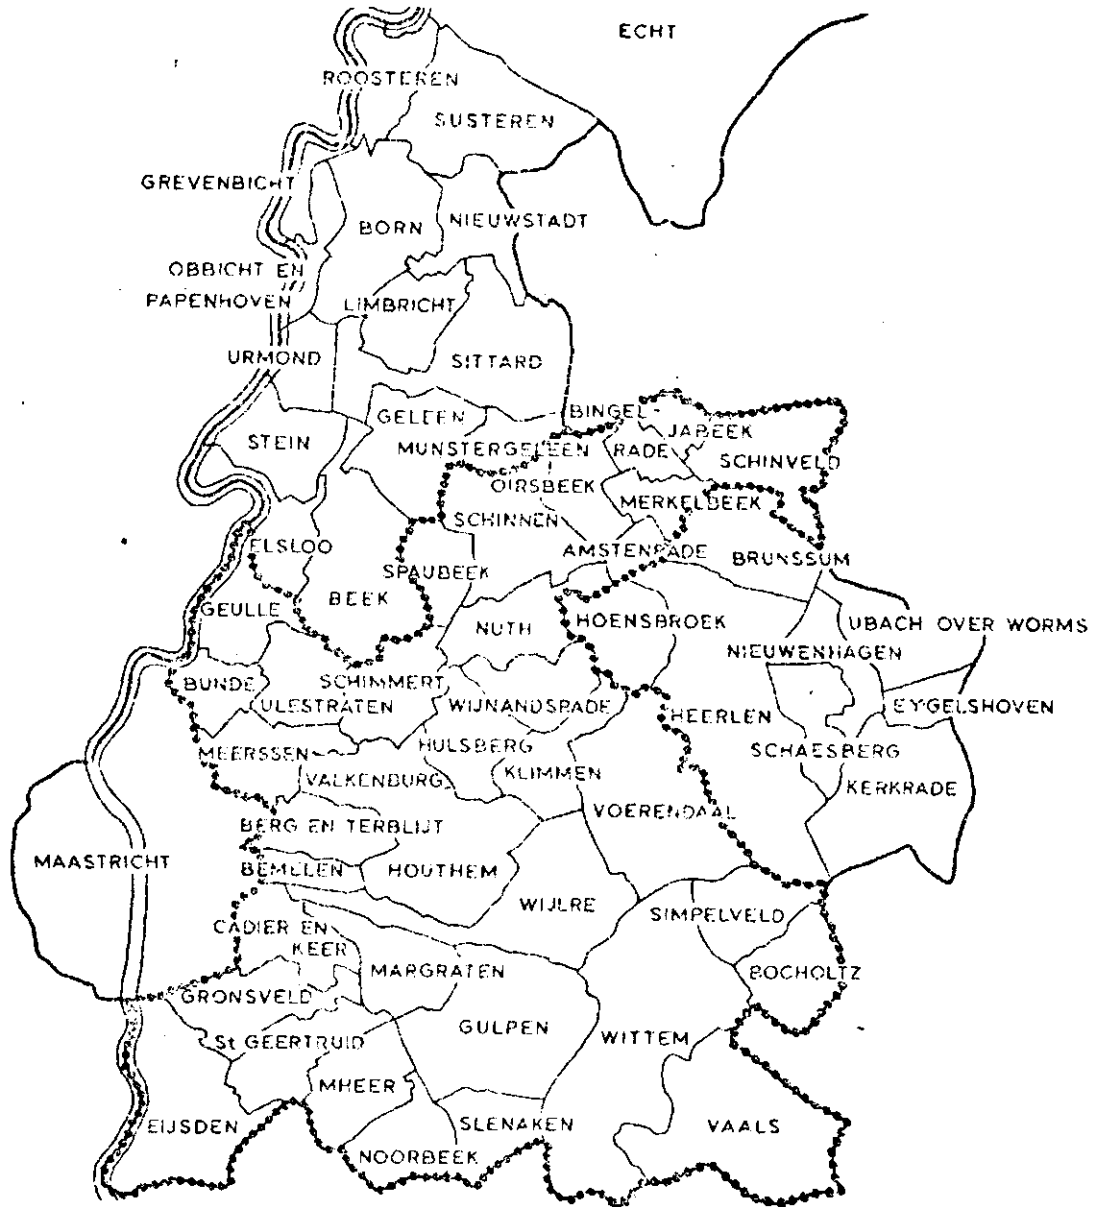 ECHT
ROOSTEREN
SUSTEREN
GREVENBICHT
BORN
NIEUWSTADT
OBBICHT EN
PAPENHOVEN
LIMBRICHT
URMOND
SITTARD
GELEEN
BINGEL-
RADE
JABEEK
STEIN
MUNSTERGELEEN
SCHINVELD
OIRSBEEK
MERKELBEEK
SCHINNEN
ELSLOO
AMSTENRADE
BRUNSSUM
SPAUBEEK
BEEK
GEULLE
NUTH
HOENSBROEK
UBACH OVER WORMS
NIEUWENHAGEN
BUNDE
SCHIMMERT
ULESTRATEN
WIJNANDSRADE
EYGELSHOVEN
HEERLEN
MEERSSEN
HULSBERG
SCHAESBERG
VALKENBURG
KLIMMEN
KERKRADE
VOERENDAAL
BERG EN TERBLIJT
MAASTRICHT
BEMELEN
HOUTHEM
WIJLRE
SIMPELVELD
CADIER EN
KEER
MARGRATEN
BOCHOLTZ
GRONSVELD
GULPEN
WITTEM
St GEERTRUID
MHEER
EIJSDEN
SLENAKEN
VAALS
NOORBEEK